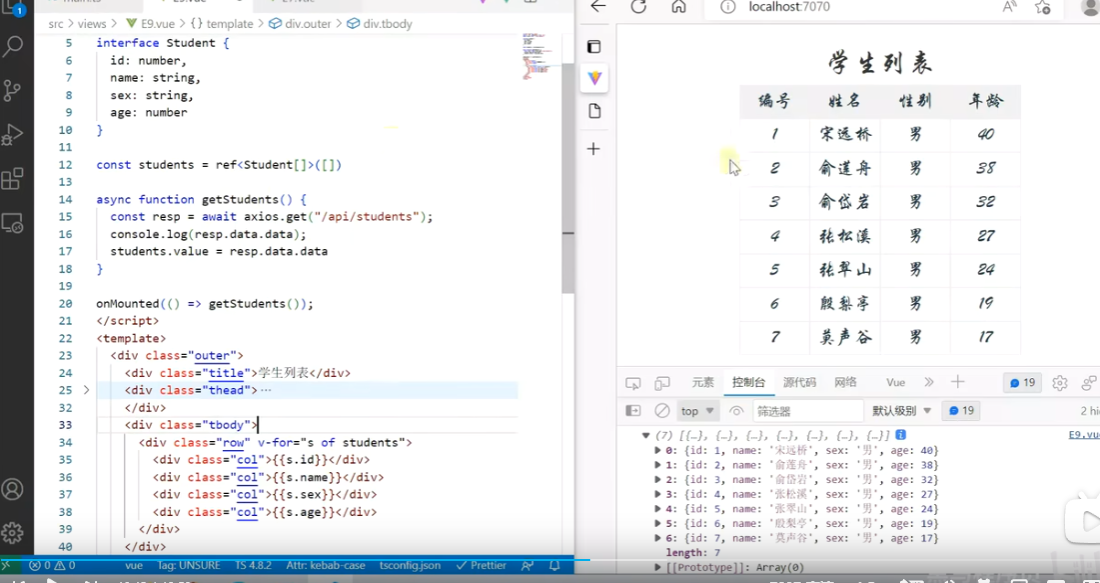 src > views > E9.vue > {} template > div.outer > div.tbody
5 interface Student {
6 id: number,
7 name: string,
8 sex: string,
9 age: number
10 }
11
12 const students = ref<Student[]>([])
13
14 async function getStudents() {
15 const resp = await axios.get("/api/students");
16 console.log(resp.data.data);
17 students.value = resp.data.data
18 }
19
20 onMounted(() => getStudents());
21 </script>
22 <template>
23 <div class="outer">
24 <div class="title">学生列表</div>
25 <div class="thead">…
32 </div>
33 <div class="tbody">
34 <div class="row" v-for="s of students">
35 <div class="col">{{s.id}}</div>
36 <div class="col">{{s.name}}</div>
37 <div class="col">{{s.sex}}</div>
38 <div class="col">{{s.age}}</div>
39 </div>
40 </div>
0 0 vue Tag: UNSURE TS 4.8.2 Attr: kebab-case tsconfig.json Prettier
localhost:7070
学生列表
编号 姓名 性别 年龄
1 宋远桥 男 40
2 俞莲舟 男 38
3 俞岱岩 男 32
4 张松溪 男 27
5 张翠山 男 24
6 殷梨亭 男 19
7 莫声谷 男 17
元素 控制台 源代码 网络 Vue 19
top 筛选器 默认级别 19 2 hi
(7) [{…}, {…}, {…}, {…}, {…}, {…}, {…}] E9.vue
0: {id: 1, name: '宋远桥', sex: '男', age: 40}
1: {id: 2, name: '俞莲舟', sex: '男', age: 38}
2: {id: 3, name: '俞岱岩', sex: '男', age: 32}
3: {id: 4, name: '张松溪', sex: '男', age: 27}
4: {id: 5, name: '张翠山', sex: '男', age: 24}
5: {id: 6, name: '殷梨亭', sex: '男', age: 19}
6: {id: 7, name: '莫声谷', sex: '男', age: 17}
length: 7
[[Prototype]]: Array(0)